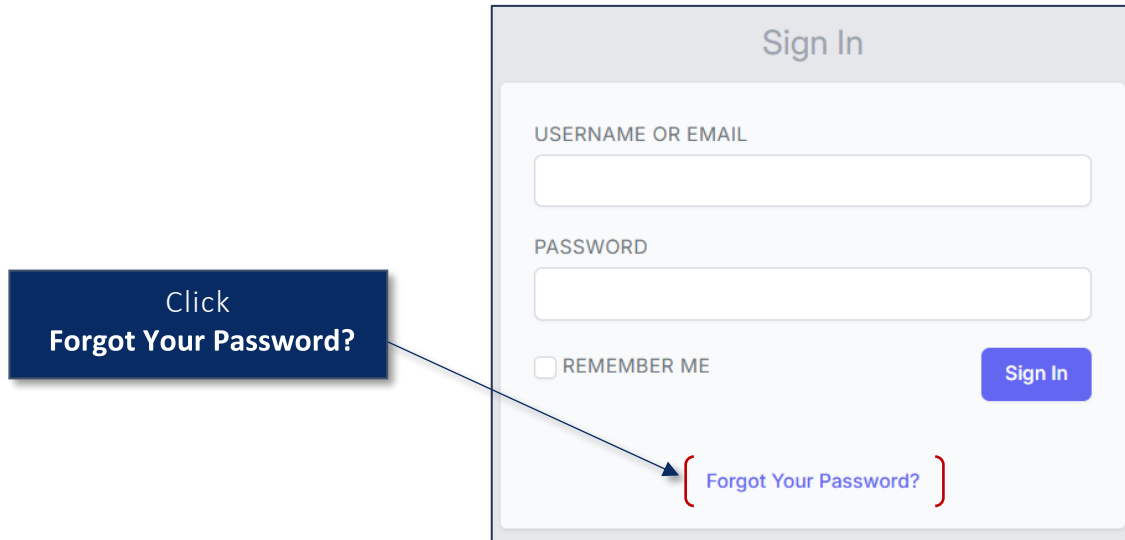 Sign In
USERNAME OR EMAIL
PASSWORD
Click
Forgot Your Password?
REMEMBER ME
Sign In
Forgot Your Password?